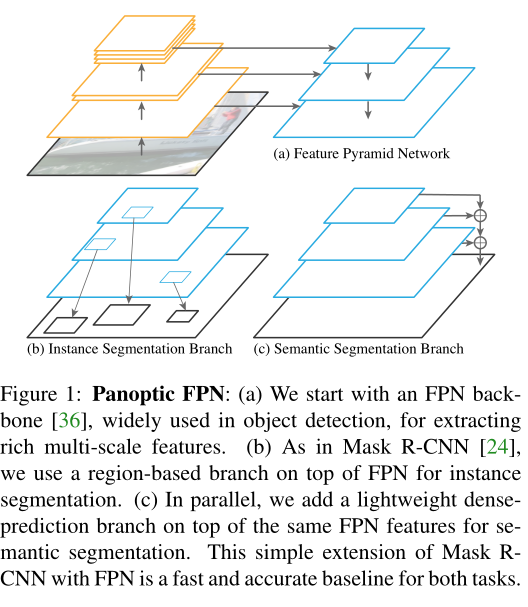 (a) Feature Pyramid Network
(b) Instance Segmentation Branch
(c) Semantic Segmentation Branch
Figure 1: Panoptic FPN: (a) We start with an FPN back-
bone [36], widely used in object detection, for extracting
rich multi-scale features. (b) As in Mask R-CNN [24],
we use a region-based branch on top of FPN for instance
segmentation. (c) In parallel, we add a lightweight dense-
prediction branch on top of the same FPN features for se-
mantic segmentation. This simple extension of Mask R-
CNN with FPN is a fast and accurate baseline for both tasks.